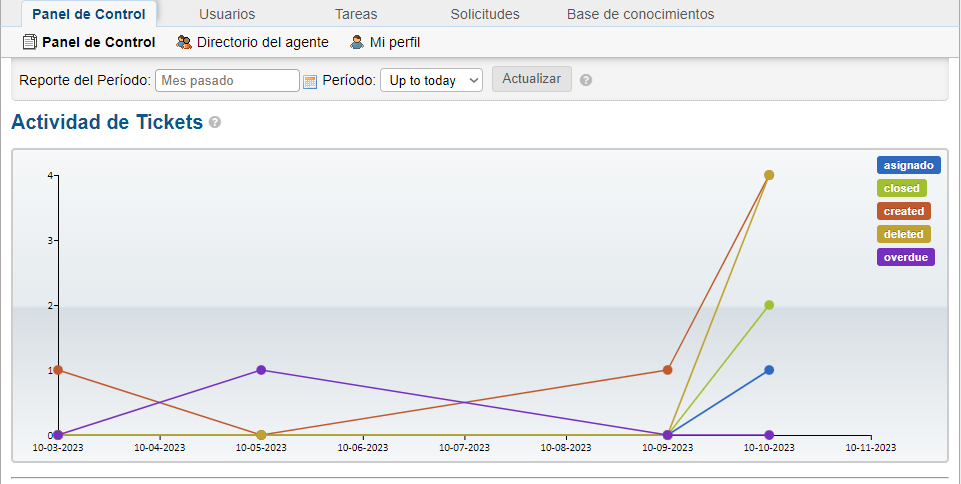 Panel de Control Usuarios Tareas Solicitudes Base de conocimientos
Panel de Control Directorio del agente Mi perfil
Reporte del Período: Mes pasado Período: Up to today Actualizar ?
Actividad de Tickets ?
asignado
closed
created
deleted
overdue
4
3
2
1
0
10-03-2023 10-04-2023 10-05-2023 10-06-2023 10-07-2023 10-08-2023 10-09-2023 10-10-2023 10-11-2023